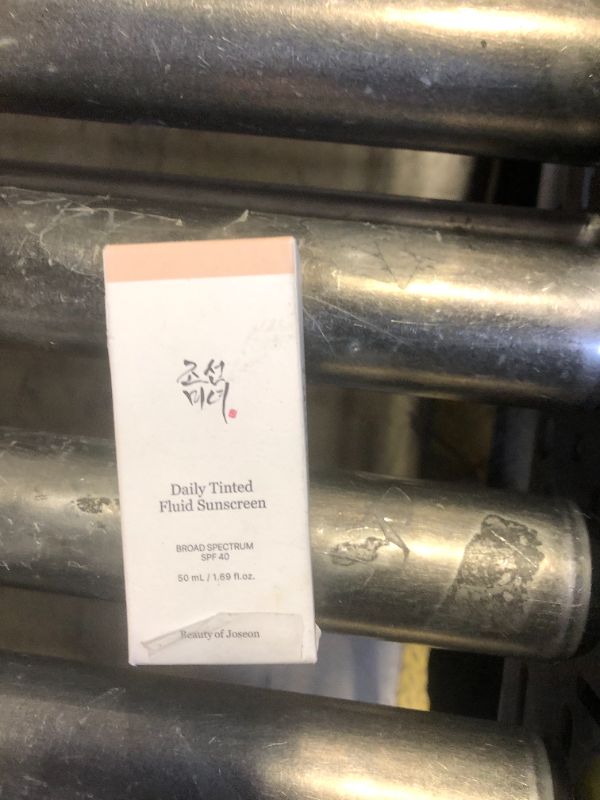 조선
미녀
Daily Tinted
Fluid Sunscreen
BROAD SPECTRUM
SPF 40
50 mL / 1.69 fl.oz.
Beauty of Joseon